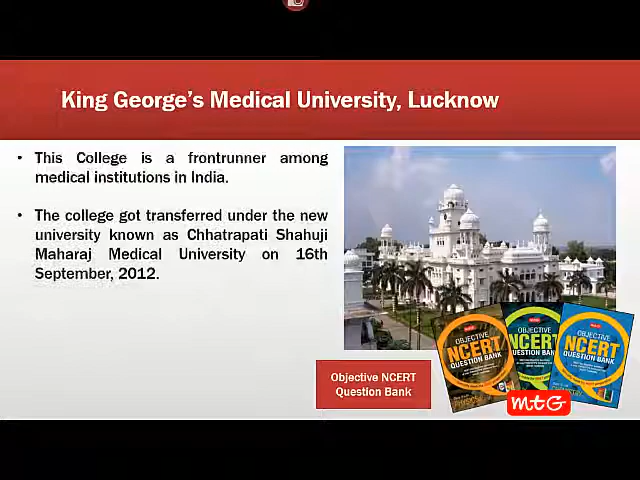 King George's Medical University, Lucknow
• This College is a frontrunner among
medical institutions in India.
• The college got transferred under the new
university known as Chhatrapati Shahuji
Maharaj Medical University on 16th
September, 2012.
Objective NCERT
Question Bank
OBJECTIVE
NCERT
QUESTION BANK
OBJECTIVE
NCERT
QUESTION BANK
OBJECTIVE
NCERT
QUESTION BANK
mtG